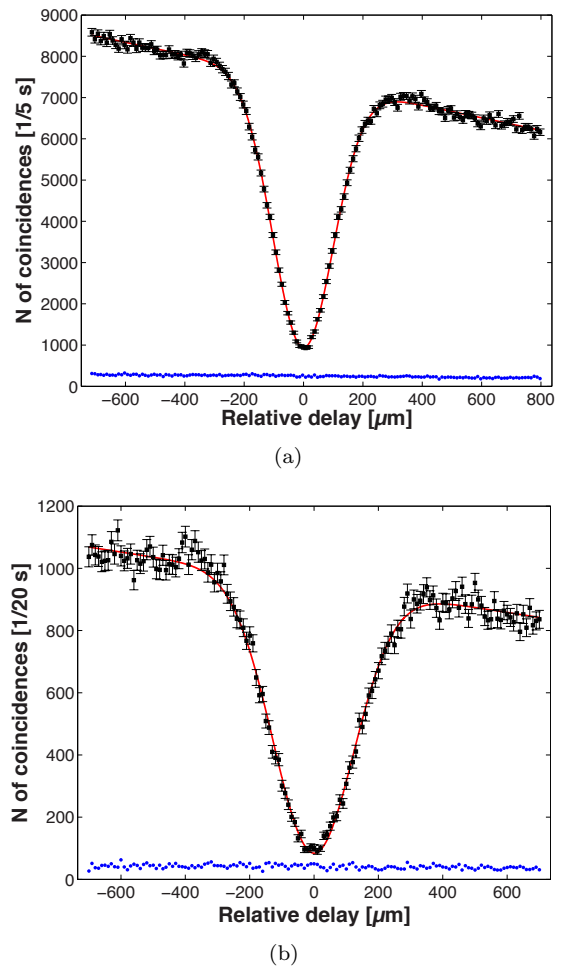 9000
8000
7000
6000
5000
4000
3000
2000
1000
0
N of coincidences [1/5 s]
−600 −400 −200 0 200 400 600 800
Relative delay [µm]
(a)
1200
1000
800
600
400
200
0
N of coincidences [1/20 s]
−600 −400 −200 0 200 400 600
Relative delay [µm]
(b)